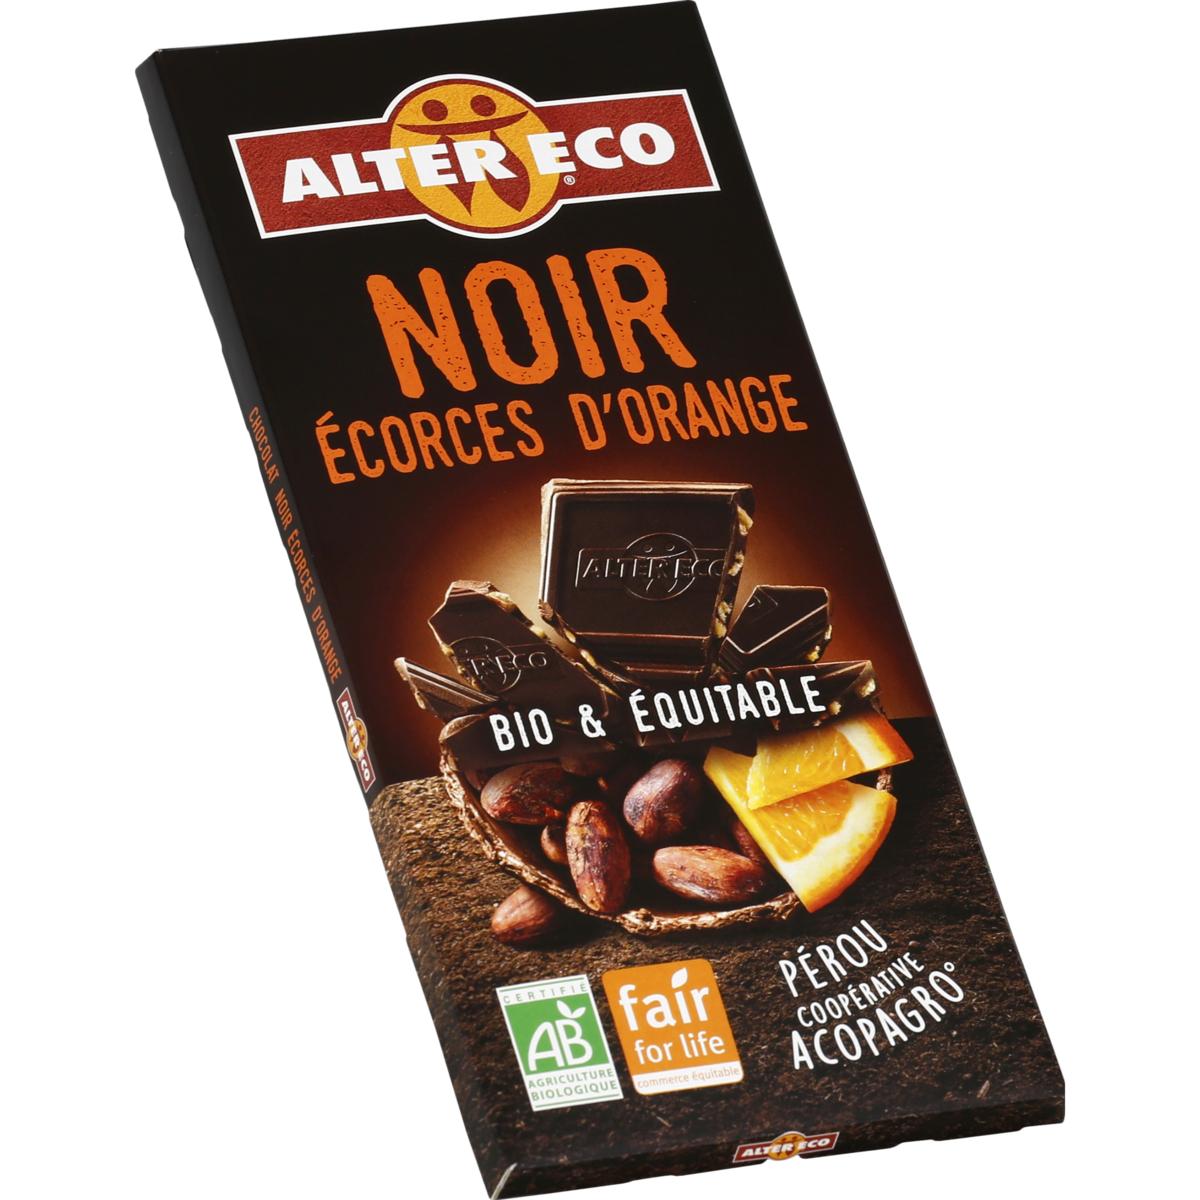 ALTER ECO
®
NOIR
ÉCORCES D'ORANGE
ALTER ECO
ER ECO
BIO & ÉQUITABLE
CERTIFIÉ
AB
AGRICULTURE
BIOLOGIQUE
fair
for life
commerce équitable
PÉROU
COOPÉRATIVE
ACOPAGRO°
CHOCOLAT NOIR ÉCORCES D'ORANGE
ALTER ECO
ALTER ECO